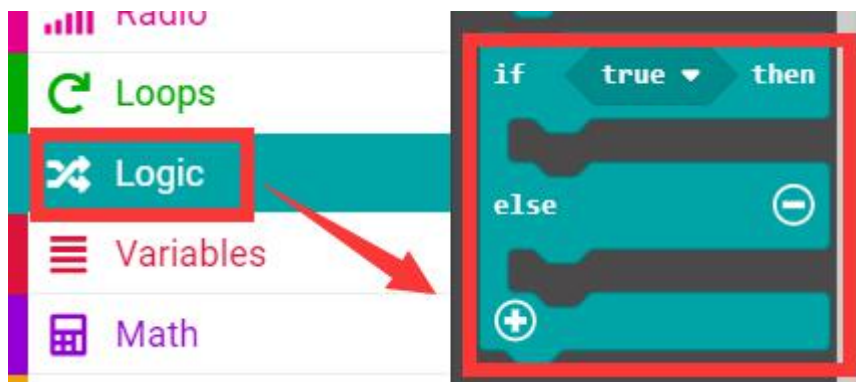 Radio
Loops
Logic
Variables
Math
if true then
else